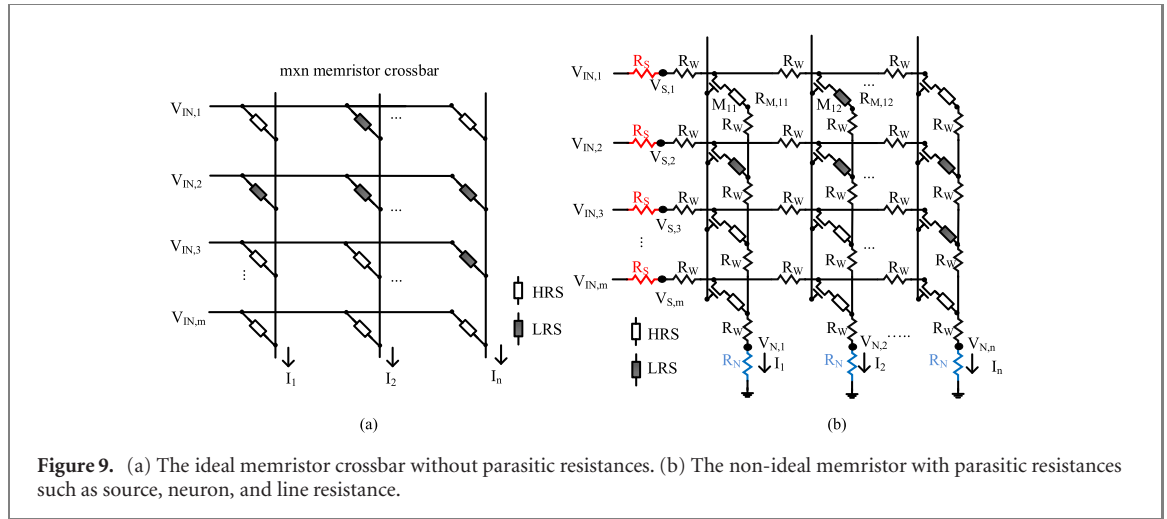 mxn memristor crossbar
V_IN,1
...
V_IN,2
...
V_IN,3
⋮
...
V_IN,m
HRS
LRS
I_1 I_2 I_n
(a)
V_IN,1 R_S R_W R_W R_W
V_S,1 ...
M_11 R_M,11 M_12 R_M,12
R_W R_W R_W
V_IN,2 R_S R_W R_W R_W
V_S,2
...
R_W R_W R_W
V_IN,3 R_S R_W R_W R_W
V_S,3
⋮ ...
R_W R_W R_W
V_IN,m R_S R_W R_W R_W
V_S,m
HRS
LRS
R_W R_W R_W
V_N,1 V_N,2 ..... V_N,n
R_N I_1 R_N I_2 R_N I_n
(b)
Figure 9. (a) The ideal memristor crossbar without parasitic resistances. (b) The non-ideal memristor with parasitic resistances
such as source, neuron, and line resistance.